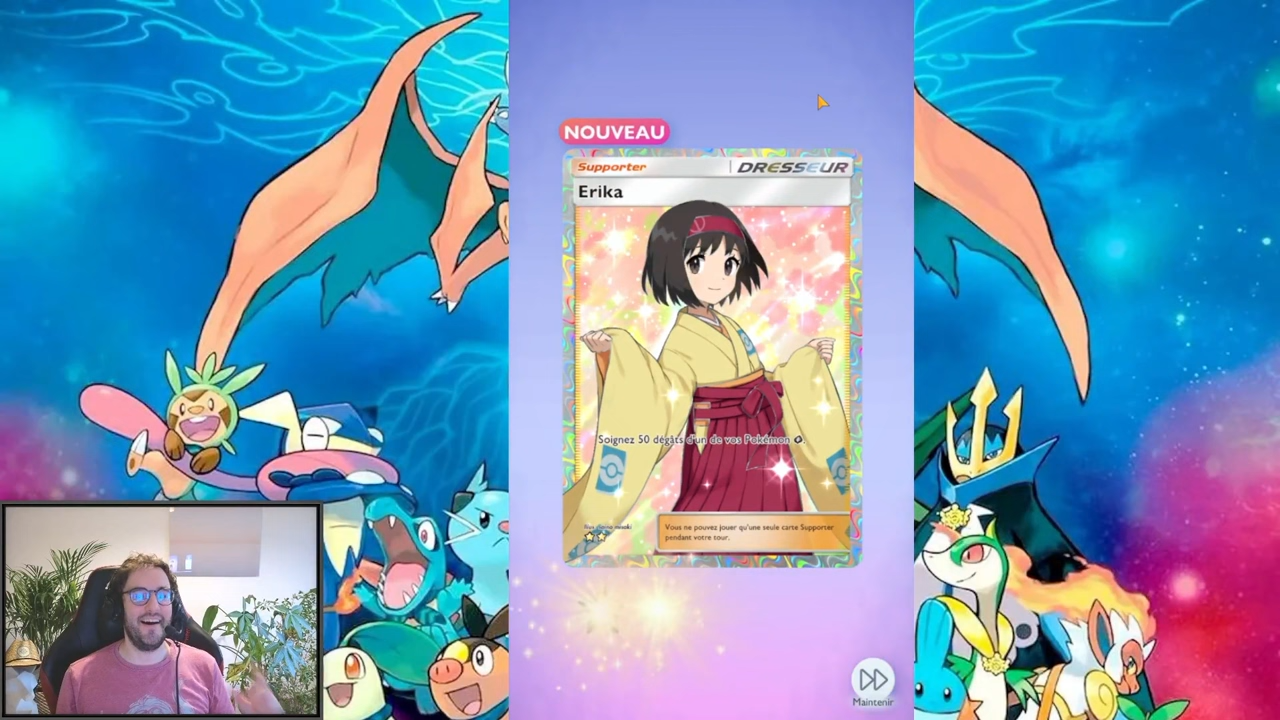 NOUVEAU
Supporter
DRESSEUR
Erika
Soignez 50 dégâts d'un de vos Pokémon
Vous ne pouvez jouer qu'une seule carte Supporter
pendant votre tour.
Maintenir